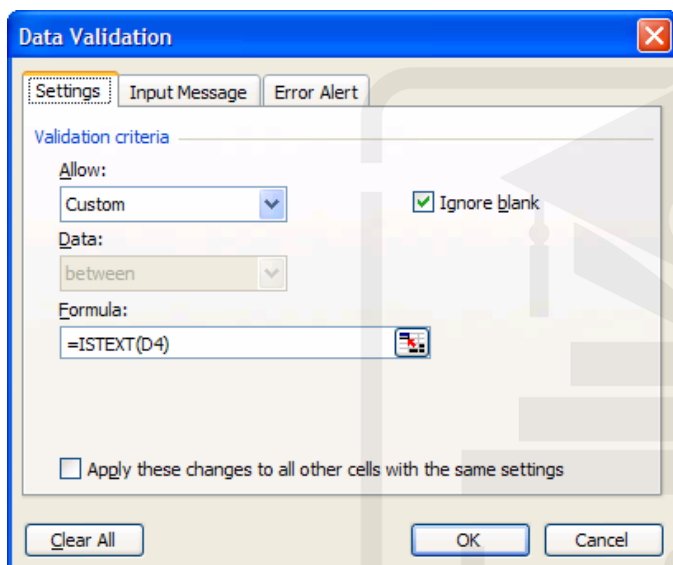 Data Validation
Settings Input Message Error Alert
Validation criteria
Allow:
Custom Ignore blank
Data:
between
Formula:
=ISTEXT(D4)
Apply these changes to all other cells with the same settings
Clear All OK Cancel